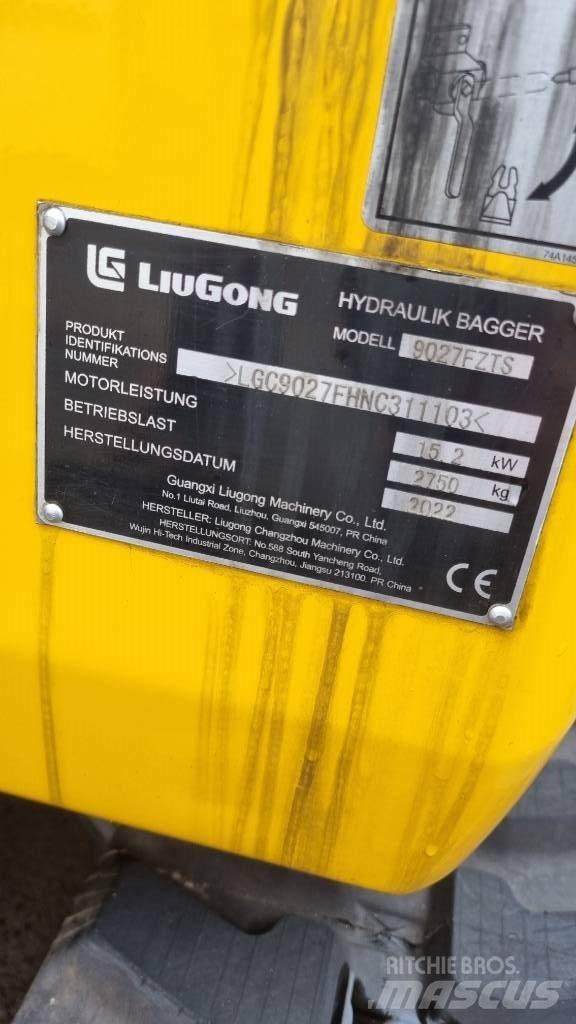 74A145
LG LIUGONG
HYDRAULIK BAGGER
MODELL 9027FZTS
PRODUKT
IDENTIFIKATIONS
NUMMER
>LGC9027FHNC311103<
MOTORLEISTUNG 15.2 kW
BETRIEBSLAST 2750 kg
HERSTELLUNGSDATUM 2022
Guangxi Liugong Machinery Co., Ltd.
No.1 Liutai Road, Liuzhou, Guangxi 545007, PR China
HERSTELLER: Liugong Changzhou Machinery Co., Ltd.
HERSTELLUNGSORT: No.588 South Yancheng Road,
Wujin Hi-Tech Industrial Zone, Changzhou, Jiangsu 213100. PR China
CE
RITCHIE BROS.
MASCUS